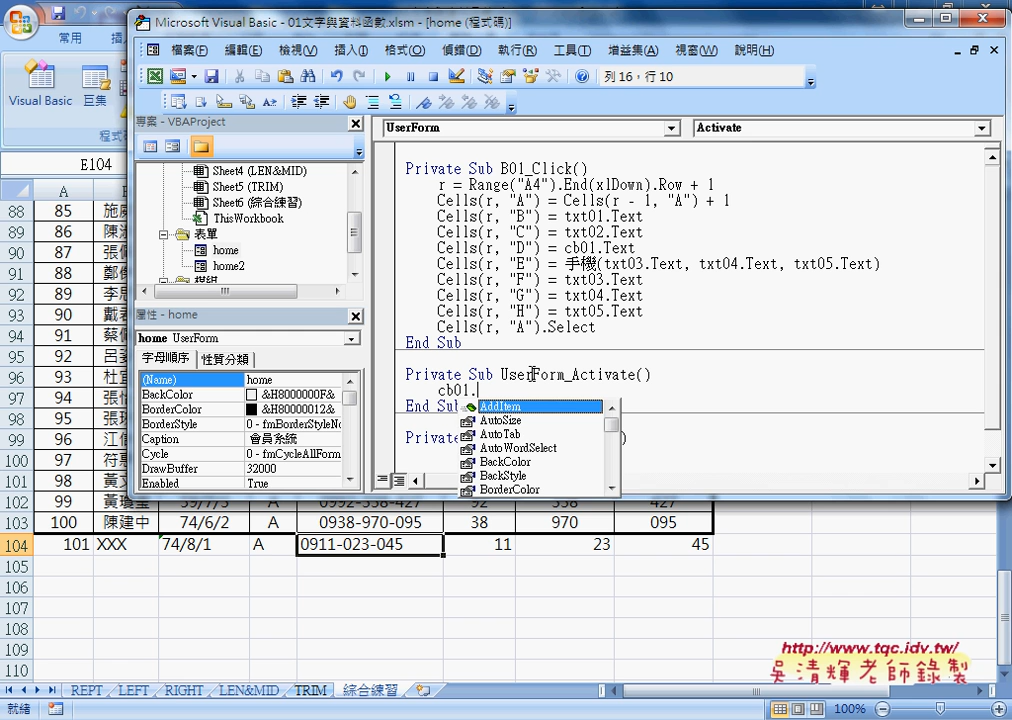 Microsoft Visual Basic - 01文字與資料函數.xlsm - [home (程式碼)]
檔案(F) 編輯(E) 檢視(V) 插入(I) 格式(O) 偵錯(D) 執行(R) 工具(T) 增益集(A) 視窗(W) 說明(H)
列 16，行 10
常用
Visual Basic 巨集
E104
專案 - VBAProject
Sheet4 (LEN&MID)
Sheet5 (TRIM)
Sheet6 (綜合練習)
ThisWorkbook
表單
home
home2
屬性 - home
home UserForm
字母順序 性質分類
(Name) home
BackColor &H8000000F&
BorderColor &H80000012&
BorderStyle
Caption 會員系統
Cycle 0 - fmCycleAllForm
DrawBuffer 32000
Enabled True
UserForm Activate
Private Sub B01_Click()
r = Range("A4").End(xlDown).Row + 1
Cells(r, "A") = Cells(r - 1, "A") + 1
Cells(r, "B") = txt01.Text
Cells(r, "C") = txt02.Text
Cells(r, "D") = cb01.Text
Cells(r, "E") = 手機(txt03.Text, txt04.Text, txt05.Text)
Cells(r, "F") = txt03.Text
Cells(r, "G") = txt04.Text
Cells(r, "H") = txt05.Text
Cells(r, "A").Select
End Sub
Private Sub UserForm_Activate()
cb01.
End Sub
AddItem
AutoSize
AutoTab
AutoWordSelect
BackColor
BackStyle
BorderColor
A
88 85
89 86
90 87
91 88
92 89
93 90
94 91
95 92
96 93
97 94
98 95
99 96
100 97
101 98
102 99
103 100 陳建中 74/6/2 A 0938-970-095 38 970 095
104 101 XXX 74/8/1 A 0911-023-045 11 23 45
105
106
107
108
109
110
http://www.tqc.idv.tw/
吳清輝老師錄製
REPT LEFT RIGHT LEN&MID TRIM 綜合練習
就緒 100%